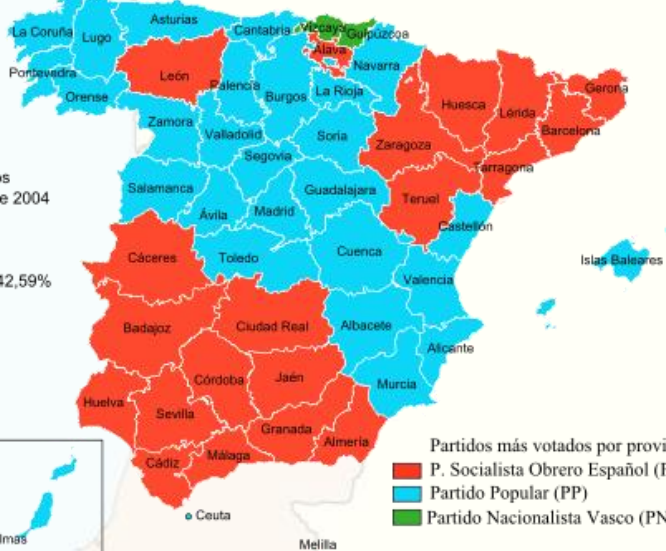 La Coruña
Lugo
Asturias
Cantabria
Vizcaya
Guipúzcoa
Alava
Navarra
Pontevedra
Orense
León
Palencia
Burgos
La Rioja
Huesca
Lérida
Gerona
Barcelona
Zamora
Valladolid
Soria
Zaragoza
Segovia
Tarragona
os
e 2004
Salamanca
Ávila
Madrid
Guadalajara
Teruel
Castellón
Cáceres
Toledo
Cuenca
Islas Baleares
42,59%
Valencia
Badajoz
Ciudad Real
Albacete
Alicante
Córdoba
Jaén
Murcia
Huelva
Sevilla
Granada
Almería
Cádiz
Málaga
Partidos más votados por provi
P. Socialista Obrero Español (
Partido Popular (PP)
Partido Nacionalista Vasco (PN
Ceuta
lmas
Melilla